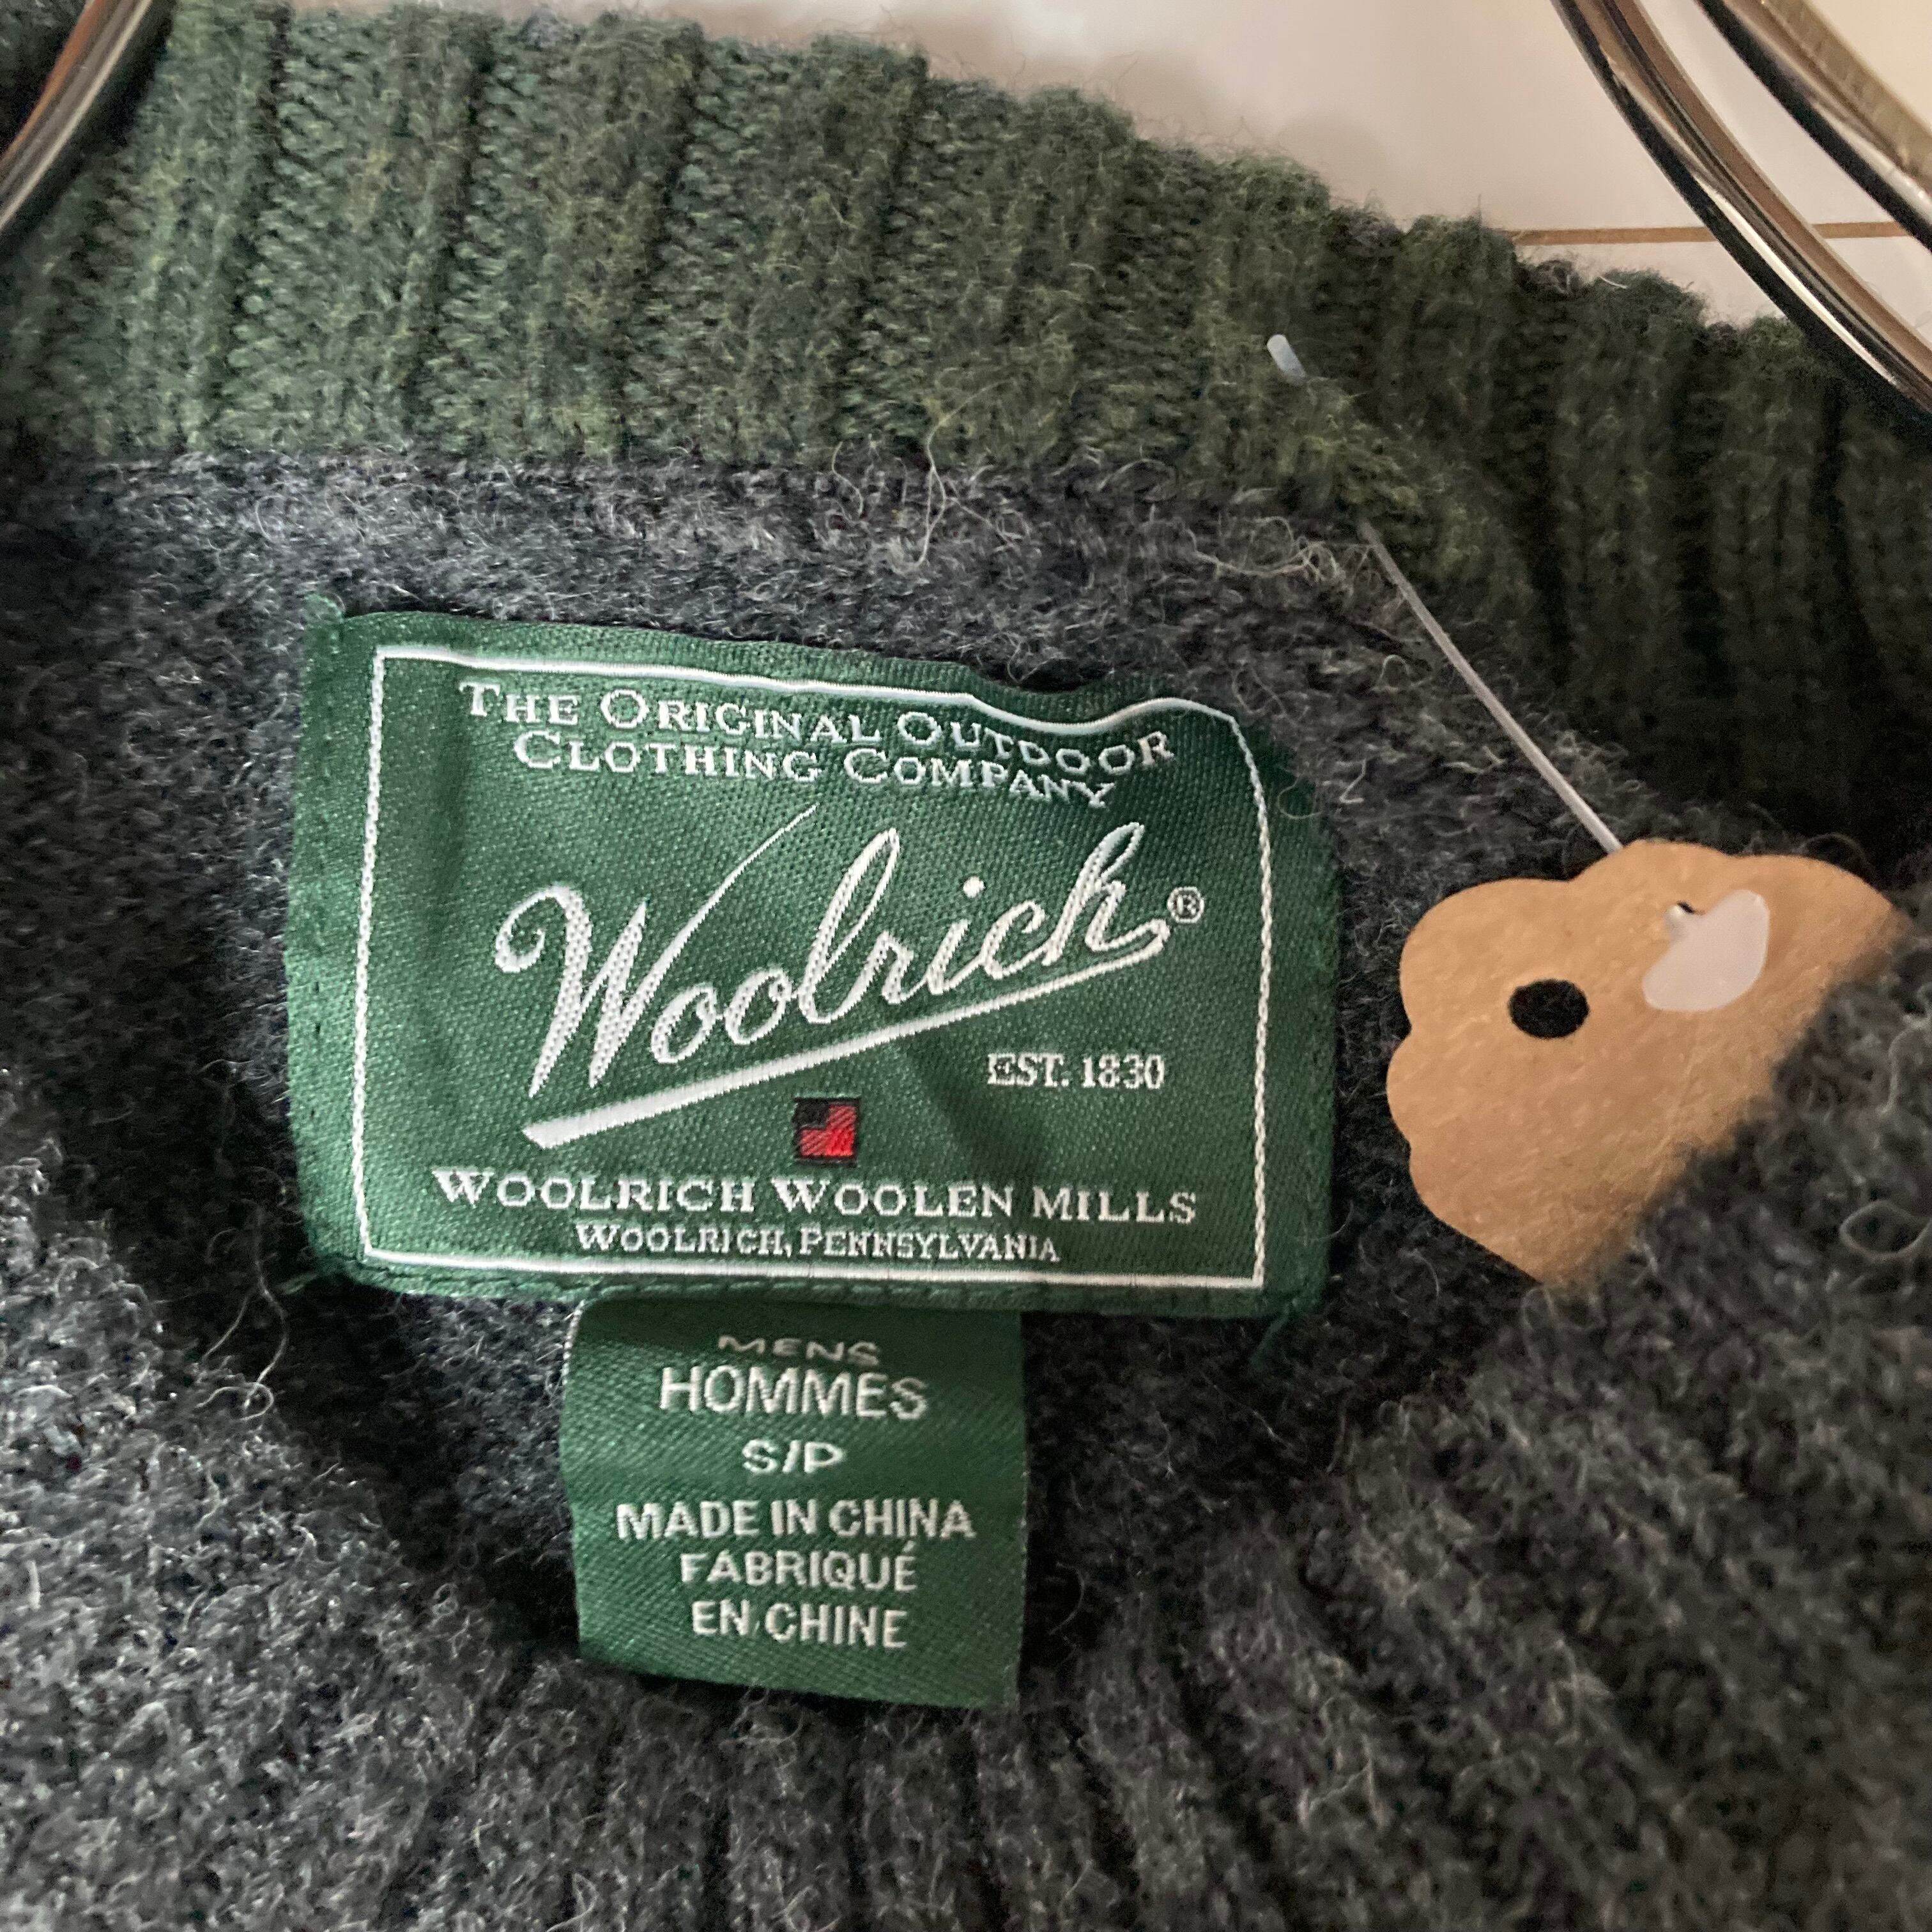 THE ORIGINAL OUTDOOR
CLOTHING COMPANY
Woolrich®
EST. 1830
WOOLRICH WOOLEN MILLS
WOOLRICH, PENNSYLVANIA
MENS
HOMMES
S/P
MADE IN CHINA
FABRIQUÉ
EN CHINE